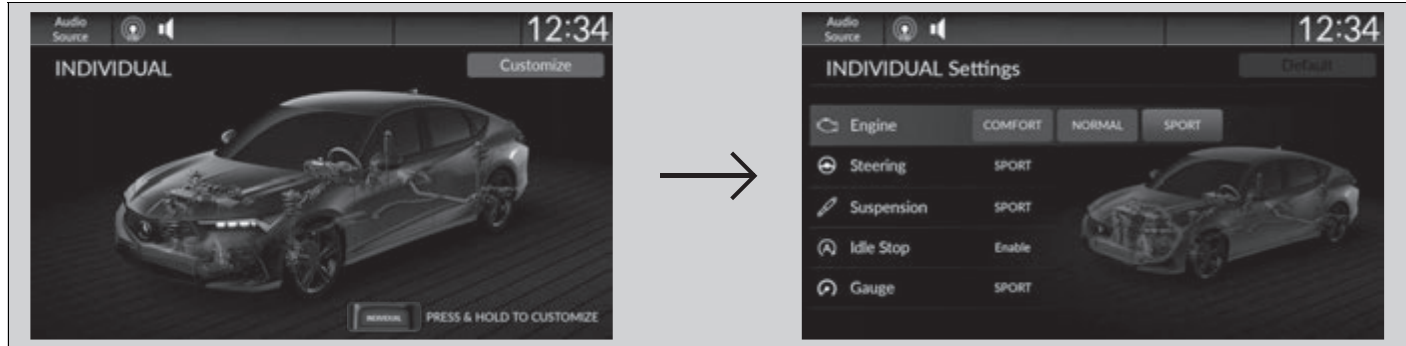 Audio
Source
12:34
INDIVIDUAL
Customize
INDIVIDUAL
PRESS & HOLD TO CUSTOMIZE
Audio
Source
12:34
INDIVIDUAL Settings
Default
Engine COMFORT NORMAL SPORT
Steering SPORT
Suspension SPORT
Idle Stop Enable
Gauge SPORT